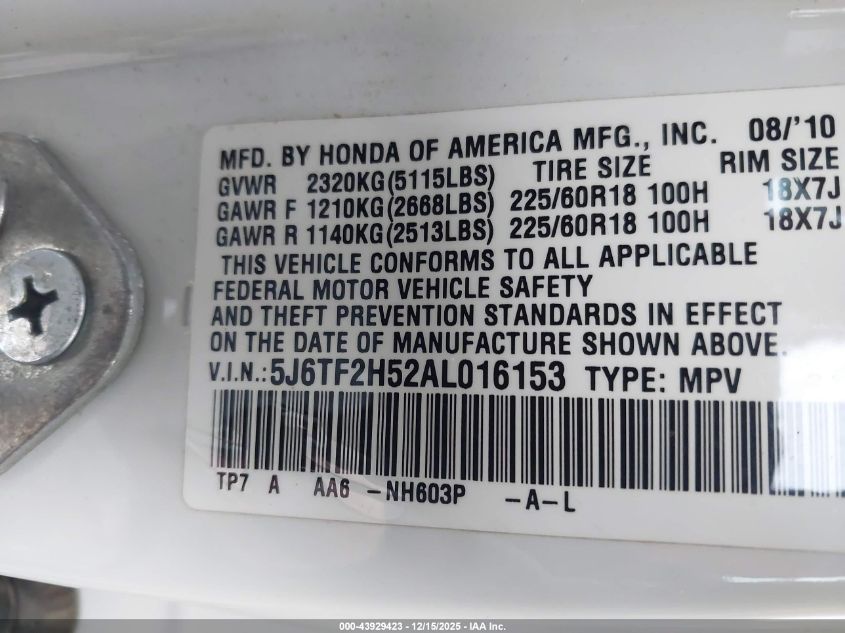 MFD. BY HONDA OF AMERICA MFG., INC. 08/'10
GVWR 2320KG(5115LBS) TIRE SIZE RIM SIZE
GAWR F 1210KG(2668LBS) 225/60R18 100H 18X7J
GAWR R 1140KG(2513LBS) 225/60R18 100H 18X7J
THIS VEHICLE CONFORMS TO ALL APPLICABLE
FEDERAL MOTOR VEHICLE SAFETY
AND THEFT PREVENTION STANDARDS IN EFFECT
ON THE DATE OF MANUFACTURE SHOWN ABOVE.
V.I.N.: 5J6TF2H52AL016153 TYPE: MPV
TP7 A AA6 -NH603P -A-L
000-43929423 - 12/15/2025 - IAA Inc.